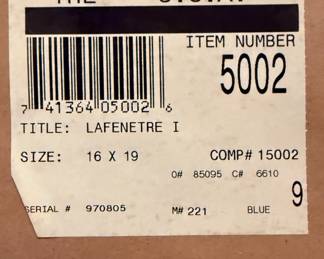 ITEM NUMBER
5002
7 41364 05002 6
TITLE: LAFENETRE I
SIZE: 16 X 19 COMP# 15002
O# 85095 C# 6610
9
SERIAL # 970805 M# 221 BLUE